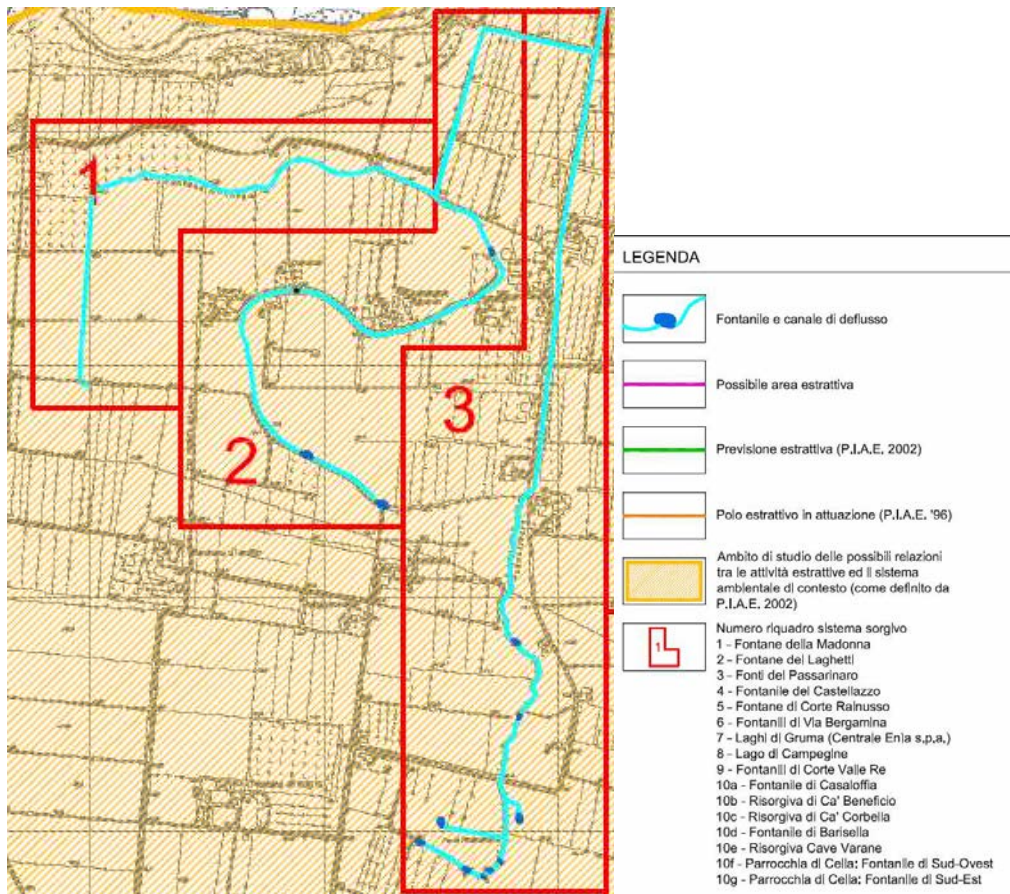 1
2
3
LEGENDA
Fontanile e canale di deflusso
Possibile area estrattiva
Previsione estrattiva (P.I.A.E. 2002)
Polo estrattivo in attuazione (P.I.A.E. '96)
Ambito di studio delle possibili relazioni
tra le attività estrattive ed il sistema
ambientale di contesto (come definito da
P.I.A.E. 2002)
1
Numero riquadro sistema sorgivo
1 - Fontane della Madonna
2 - Fontane dei Laghetti
3 - Fonti del Passarinaro
4 - Fontanile del Castellazzo
5 - Fontane di Corte Rainusso
6 - Fontanili di Via Bergamina
7 - Laghi di Gruma (Centrale Enia s.p.a.)
8 - Lago di Campegine
9 - Fontanili di Corte Valle Re
10a - Fontanile di Casaloffia
10b - Risorgiva di Ca' Beneficio
10c - Risorgiva di Ca' Corbella
10d - Fontanile di Barisella
10e - Risorgiva Cave Varane
10f - Parrocchia di Cella: Fontanile di Sud-Ovest
10g - Parrocchia di Cella: Fontanile di Sud-Est